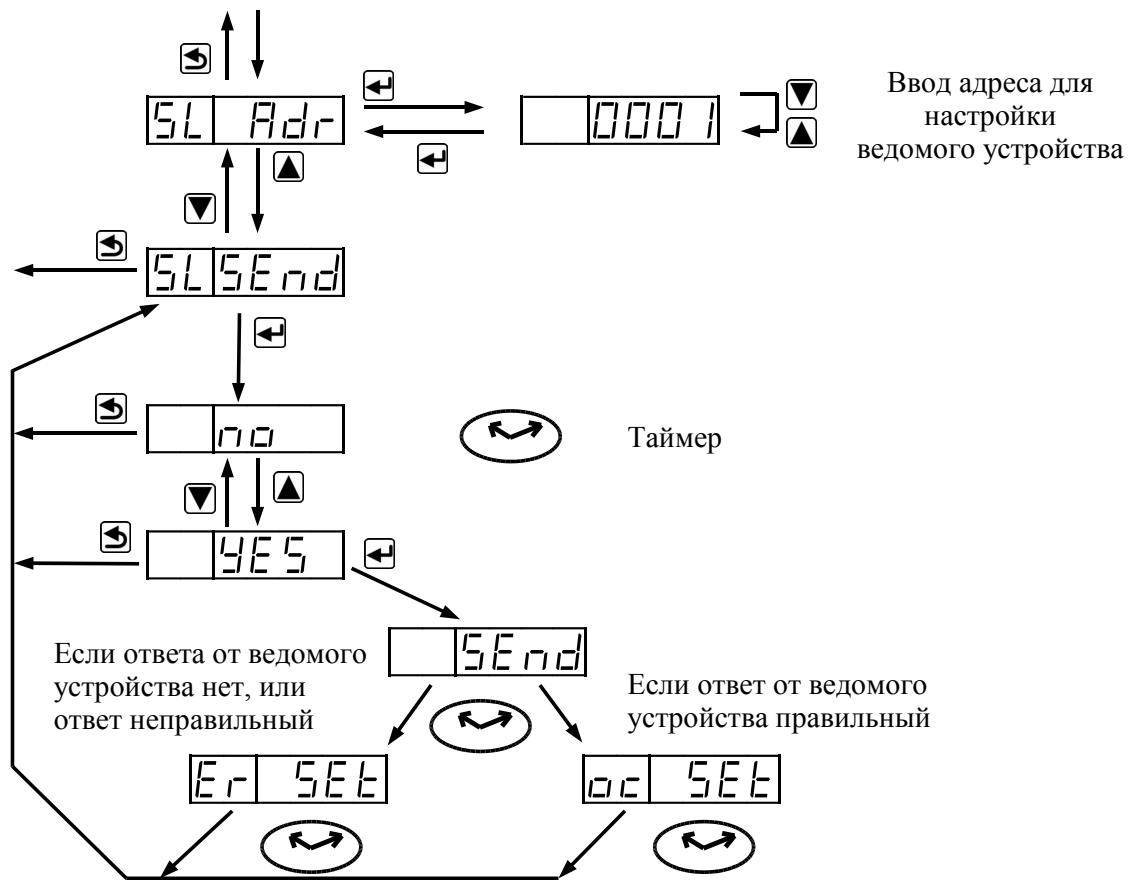 SL Adr
0001
Ввод адреса для
настройки
ведомого устройства
SL SEnd
no
Таймер
YES
SEnd
Если ответа от ведомого
устройства нет, или
ответ неправильный
Если ответ от ведомого
устройства правильный
Er SEt
oc SEt